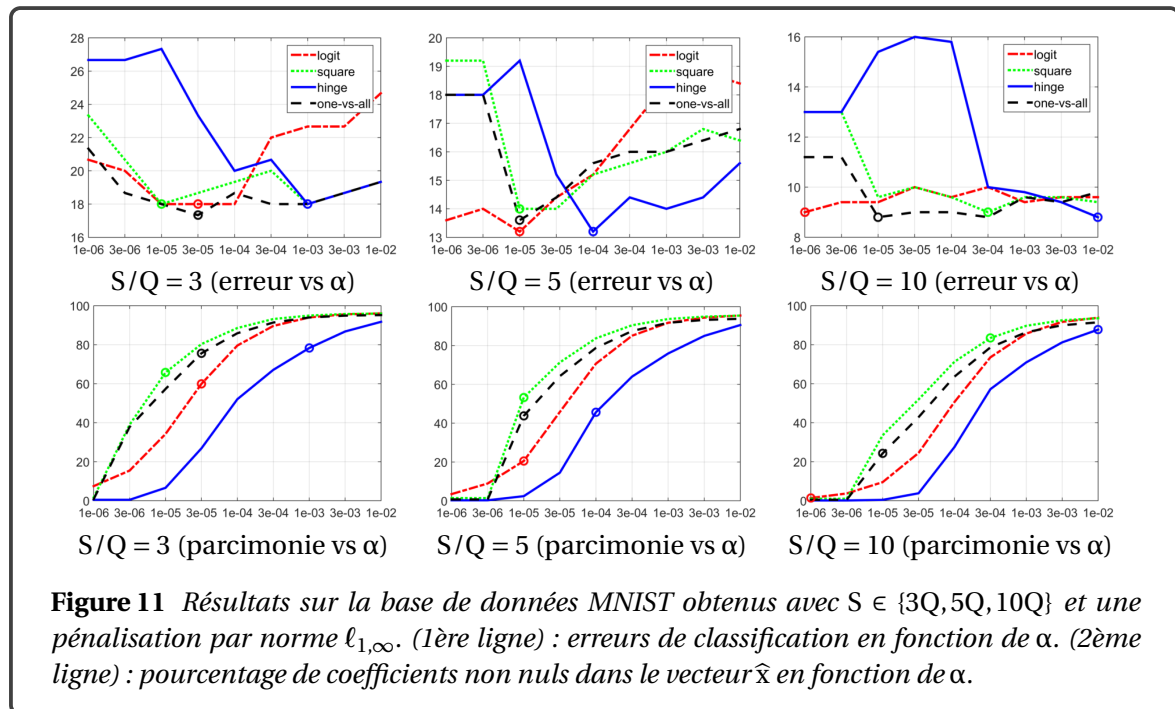 28
26
24
22
20
18
16
logit
square
hinge
one-vs-all
1e-06 3e-06 1e-05 3e-05 1e-04 3e-04 1e-03 3e-03 1e-02
S/Q = 3 (erreur vs α)
20
19
18
17
16
15
14
13
logit
square
hinge
one-vs-all
1e-06 3e-06 1e-05 3e-05 1e-04 3e-04 1e-03 3e-03 1e-02
S/Q = 5 (erreur vs α)
16
14
12
10
8
logit
square
hinge
one-vs-all
1e-06 3e-06 1e-05 3e-05 1e-04 3e-04 1e-03 3e-03 1e-02
S/Q = 10 (erreur vs α)
100
80
60
40
20
0
1e-06 3e-06 1e-05 3e-05 1e-04 3e-04 1e-03 3e-03 1e-02
S/Q = 3 (parcimonie vs α)
100
80
60
40
20
0
1e-06 3e-06 1e-05 3e-05 1e-04 3e-04 1e-03 3e-03 1e-02
S/Q = 5 (parcimonie vs α)
100
80
60
40
20
0
1e-06 3e-06 1e-05 3e-05 1e-04 3e-04 1e-03 3e-03 1e-02
S/Q = 10 (parcimonie vs α)
Figure 11 Résultats sur la base de données MNIST obtenus avec S ∈ {3Q,5Q,10Q} et une
pénalisation par norme ℓ1,∞. (1ère ligne) : erreurs de classification en fonction de α. (2ème
ligne) : pourcentage de coefficients non nuls dans le vecteur x̂ en fonction de α.